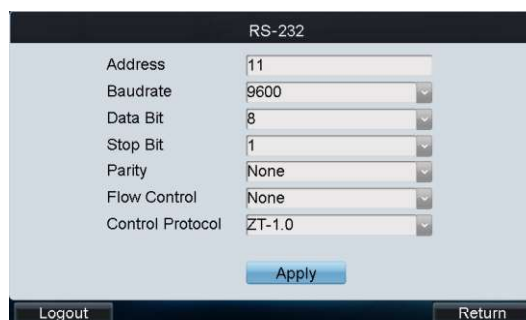 RS-232
Address 11
Baudrate 9600
Data Bit 8
Stop Bit 1
Parity None
Flow Control None
Control Protocol ZT-1.0
Apply
Logout Return